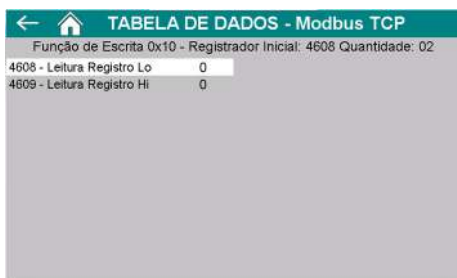 TABELA DE DADOS - Modbus TCP
Função de Escrita 0x10 - Registrador Inicial: 4608 Quantidade: 02
4608 - Leitura Registro Lo 0
4609 - Leitura Registro Hi 0